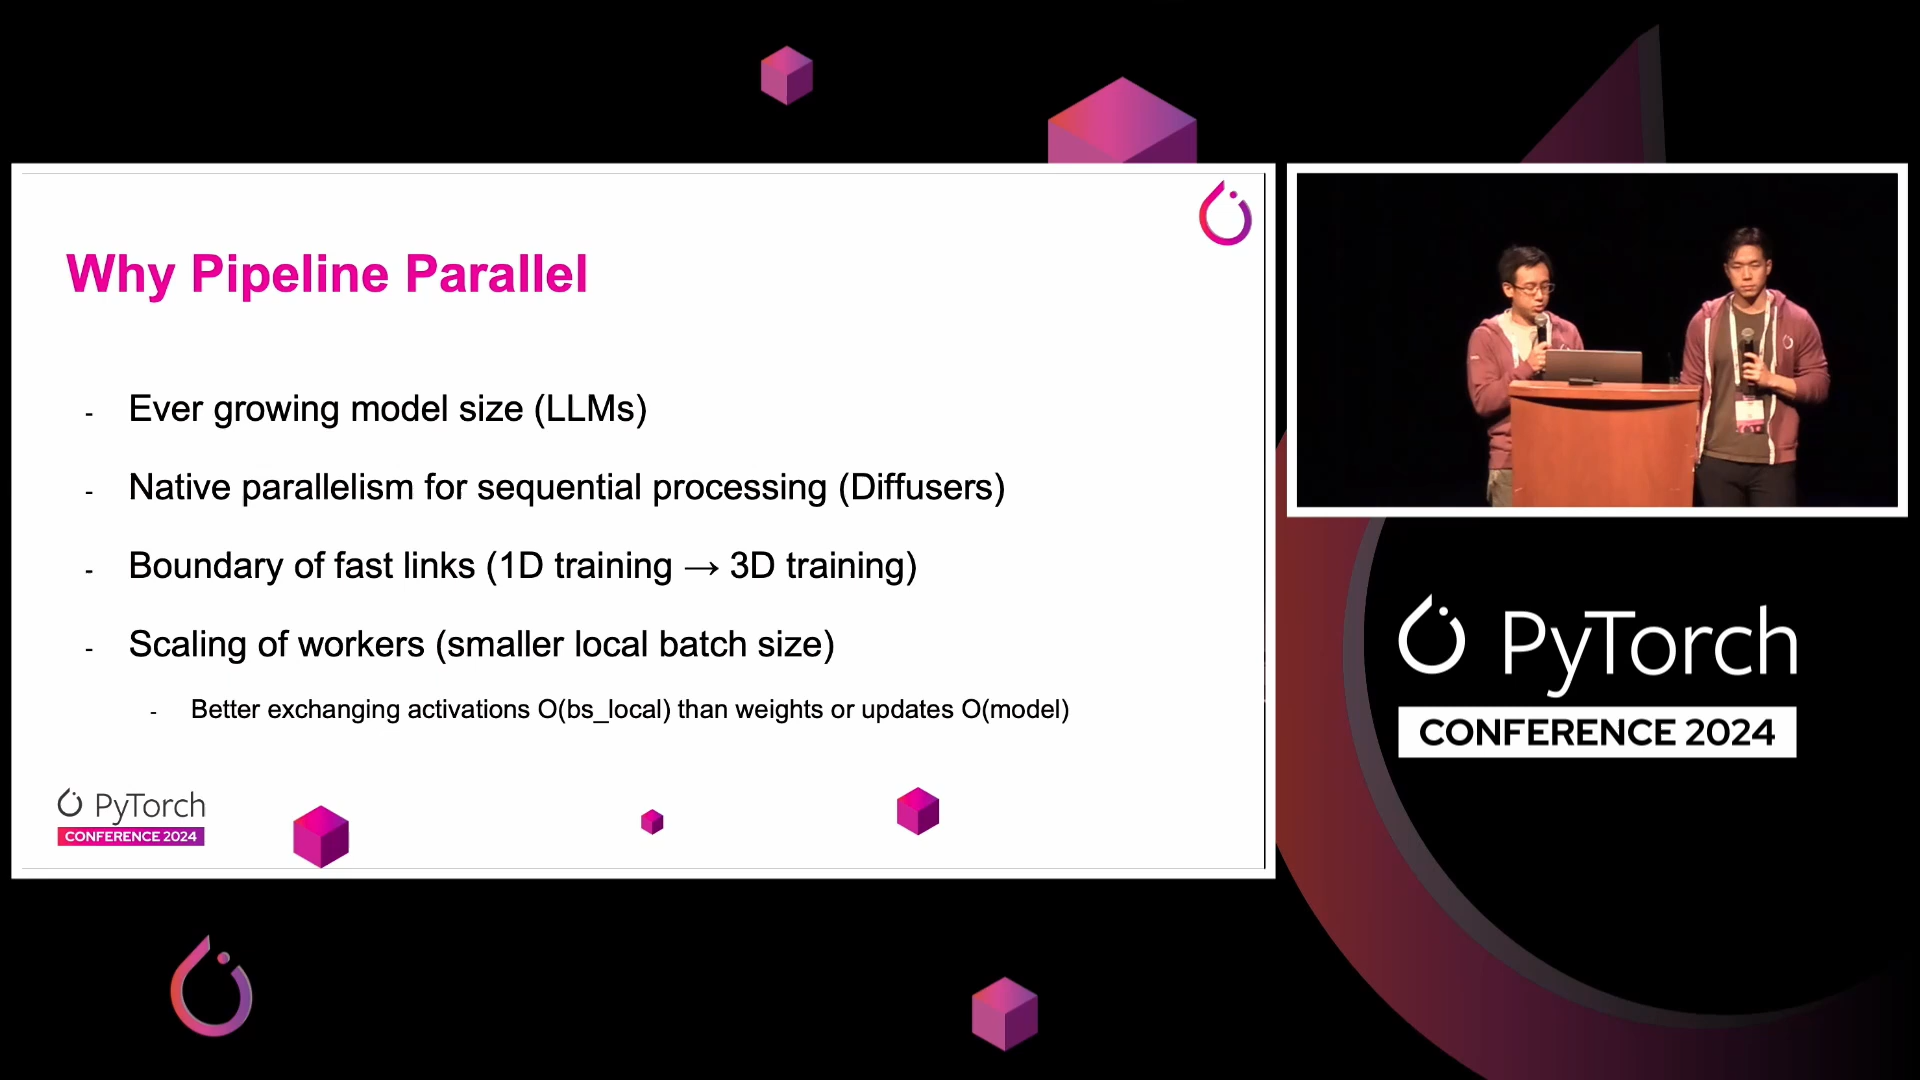 Why Pipeline Parallel
- Ever growing model size (LLMs)
- Native parallelism for sequential processing (Diffusers)
- Boundary of fast links (1D training → 3D training)
- Scaling of workers (smaller local batch size)
- Better exchanging activations O(bs_local) than weights or updates O(model)
PyTorch
CONFERENCE 2024
PyTorch
CONFERENCE 2024